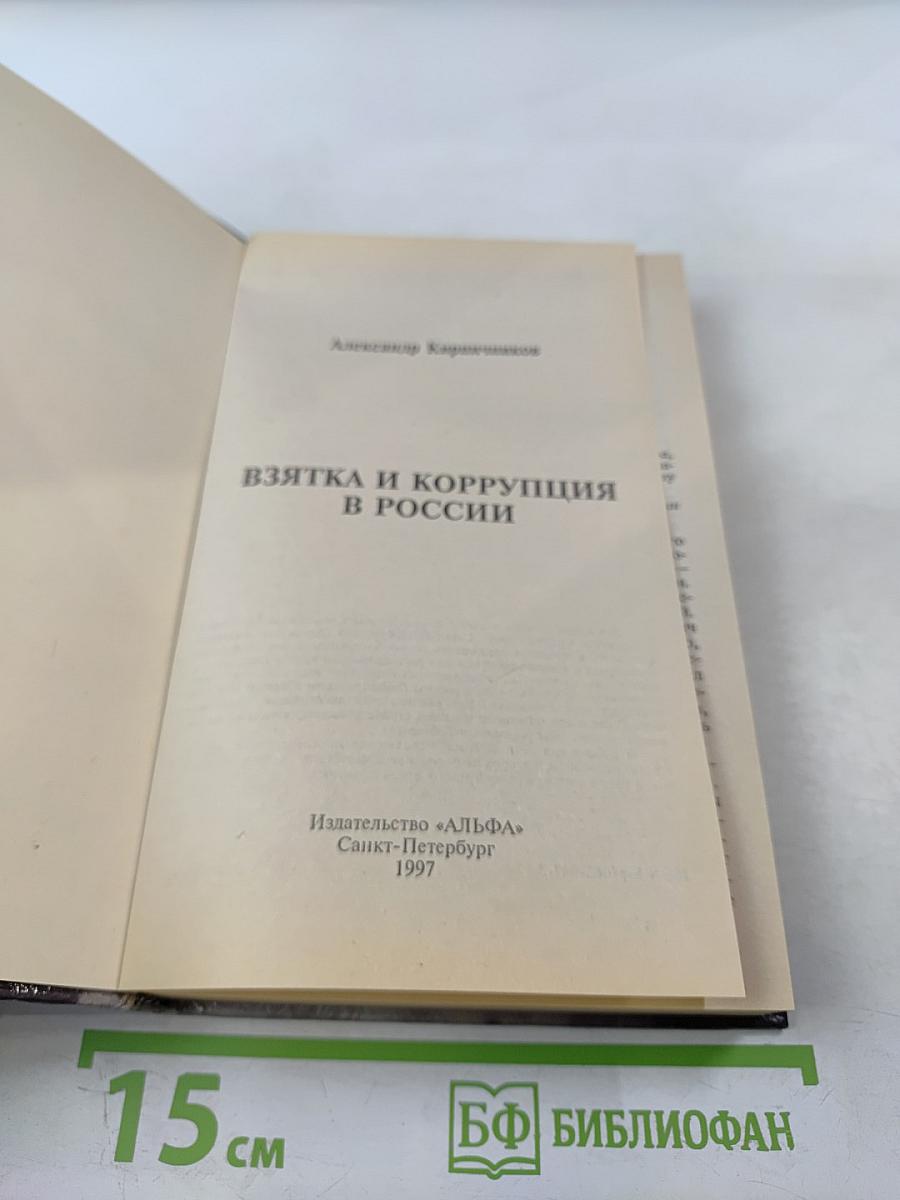 Александр Кирпичников
ВЗЯТКА И КОРРУПЦИЯ
В РОССИИ
Издательство «АЛЬФА»
Санкт-Петербург
1997
15 см
БФ БИБЛИОФАН